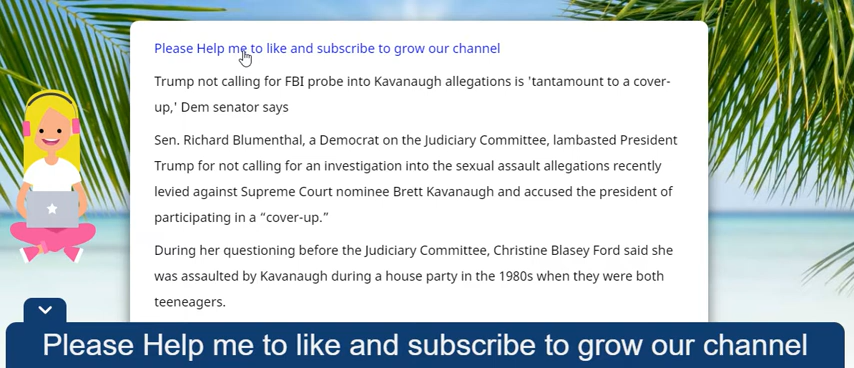 Please Help me to like and subscribe to grow our channel
Trump not calling for FBI probe into Kavanaugh allegations is 'tantamount to a cover-
up,' Dem senator says
Sen. Richard Blumenthal, a Democrat on the Judiciary Committee, lambasted President
Trump for not calling for an investigation into the sexual assault allegations recently
levied against Supreme Court nominee Brett Kavanaugh and accused the president of
participating in a “cover-up.”
During her questioning before the Judiciary Committee, Christine Blasey Ford said she
was assaulted by Kavanaugh during a house party in the 1980s when they were both
teeneagers.
Please Help me to like and subscribe to grow our channel